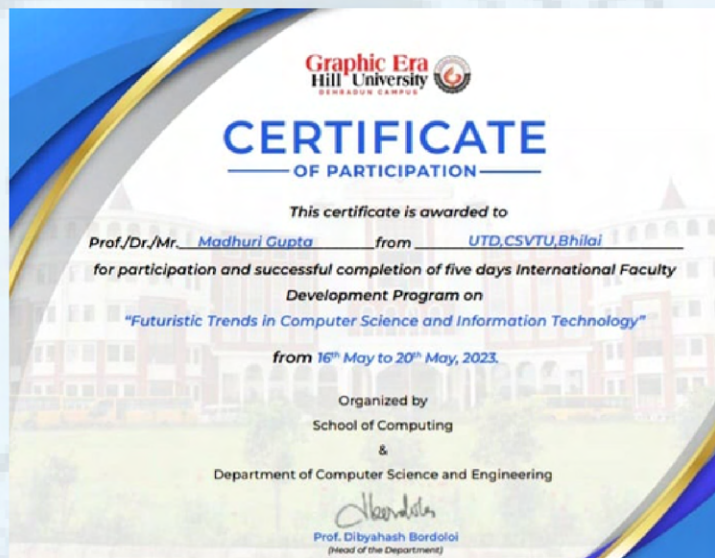 Graphic Era
Hill University
DEHRADUN CAMPUS
CERTIFICATE
OF PARTICIPATION
This certificate is awarded to
Prof./Dr./Mr. Madhuri Gupta from UTD,CSVTU,Bhilai
for participation and successful completion of five days International Faculty
Development Program on
"Futuristic Trends in Computer Science and Information Technology"
from 16th May to 20th May, 2023.
Organized by
School of Computing
&
Department of Computer Science and Engineering
Prof. Dibyahash Bordoloi
(Head of the Department)